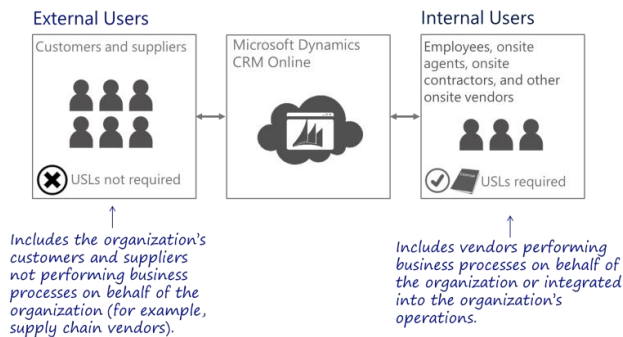 External Users
Customers and suppliers
USLs not required
Includes the organization's
customers and suppliers
not performing business
processes on behalf of the
organization (for example,
supply chain vendors).
Microsoft Dynamics
CRM Online
Internal Users
Employees, onsite
agents, onsite
contractors, and other
onsite vendors
USLs required
Includes vendors performing
business processes on behalf of
the organization or integrated
into the organization's
operations.